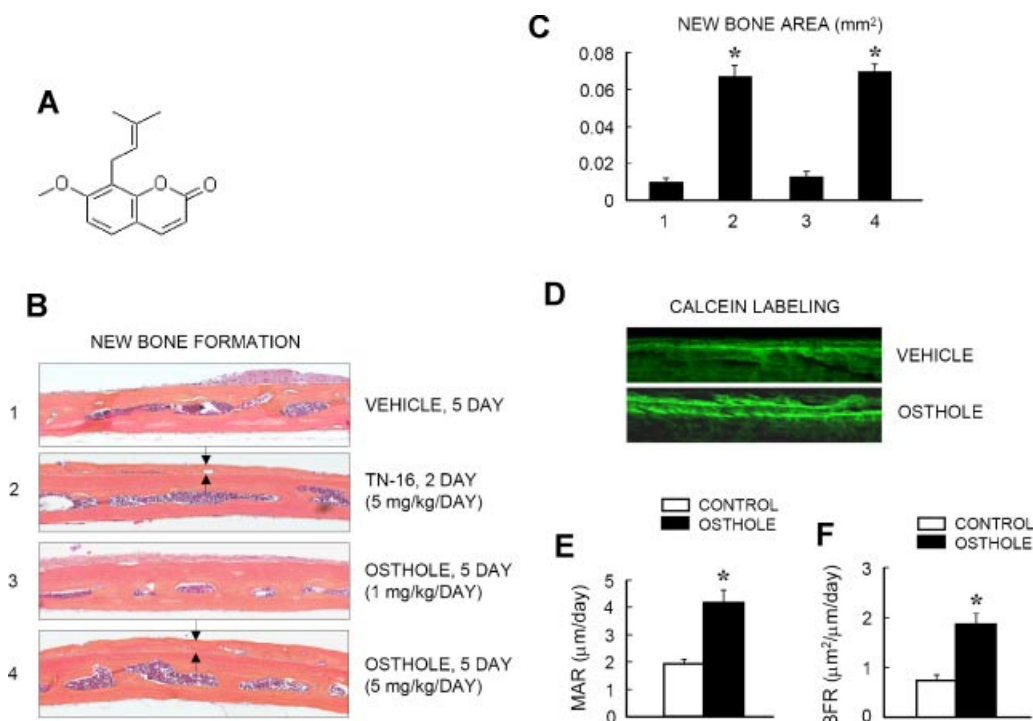 A
O
O
O
B
NEW BONE FORMATION
1
VEHICLE, 5 DAY
2
TN-16, 2 DAY
(5 mg/kg/DAY)
3
OSTHOLE, 5 DAY
(1 mg/kg/DAY)
4
OSTHOLE, 5 DAY
(5 mg/kg/DAY)
C
NEW BONE AREA (mm²)
0.08
0.06
0.04
0.02
0
*
*
1 2 3 4
D
CALCEIN LABELING
VEHICLE
OSTHOLE
E
CONTROL
OSTHOLE
MAR (μm/day)
5
4
3
2
1
0
*
F
CONTROL
OSTHOLE
BFR (μm²/μm/day)
3
2
1
0
*